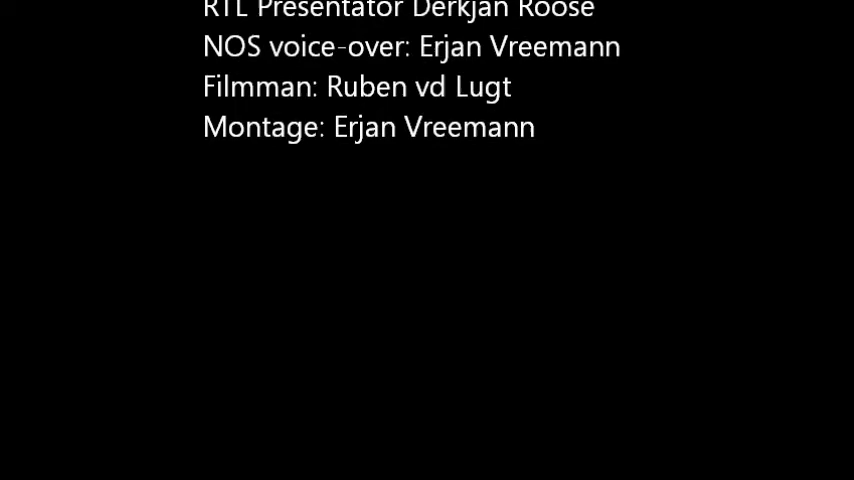 RTL Presentator Derkjan Roose
NOS voice-over: Erjan Vreemann
Filmman: Ruben vd Lugt
Montage: Erjan Vreemann